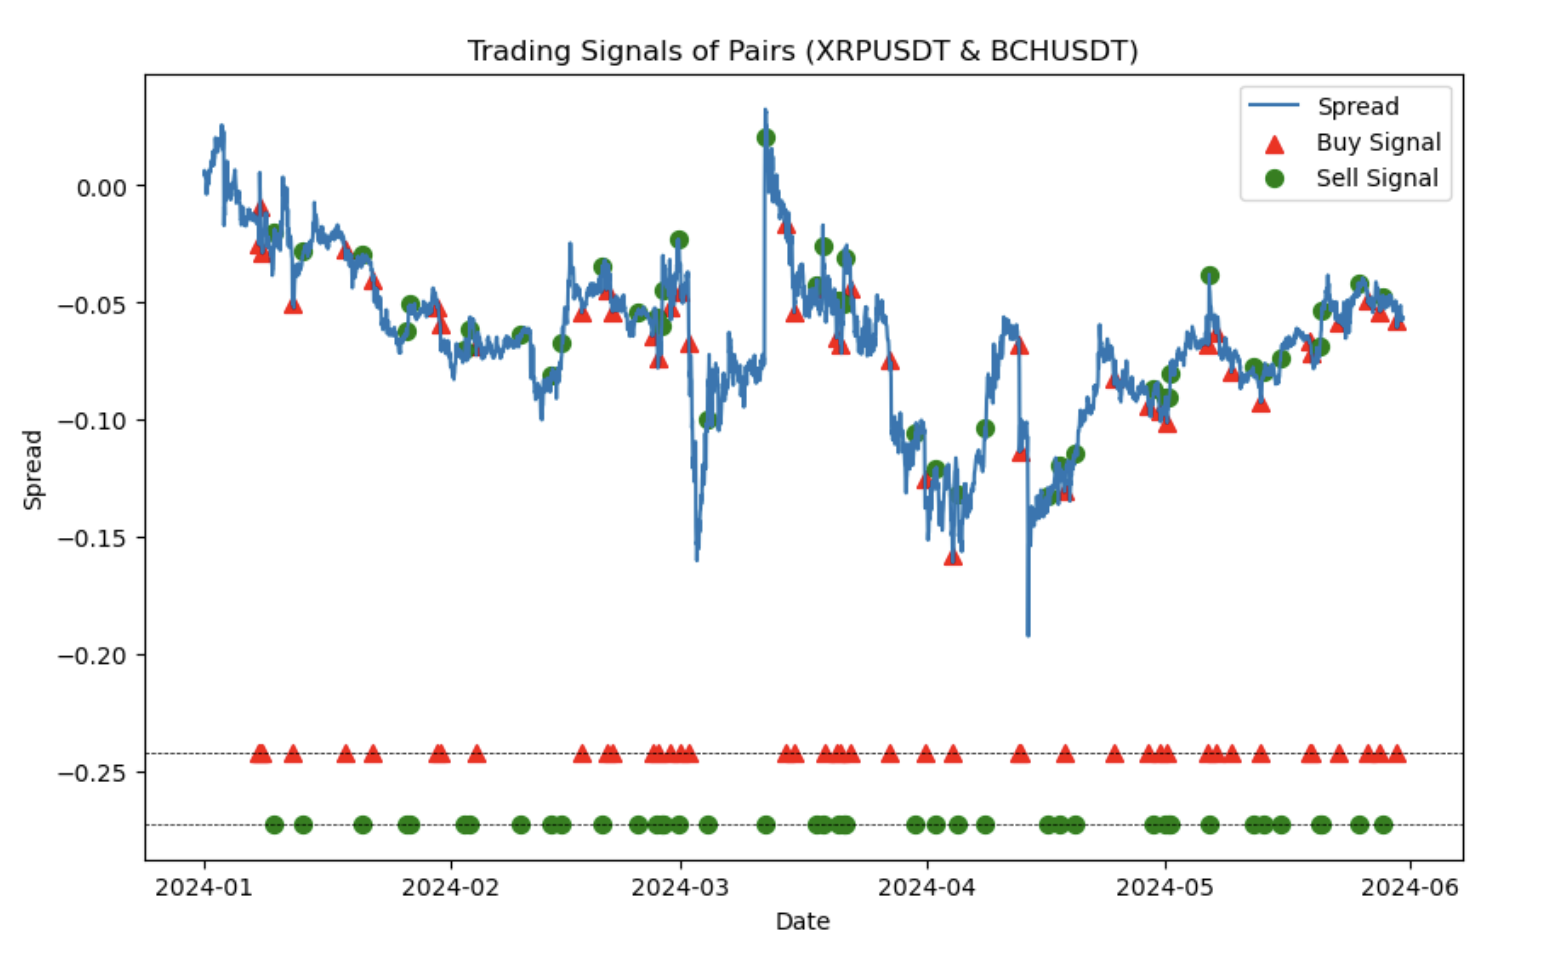 Trading Signals of Pairs (XRPUSDT & BCHUSDT)
Spread
Buy Signal
Sell Signal
0.00
−0.05
−0.10
−0.15
−0.20
−0.25
Spread
2024-01
2024-02
2024-03
2024-04
2024-05
2024-06
Date